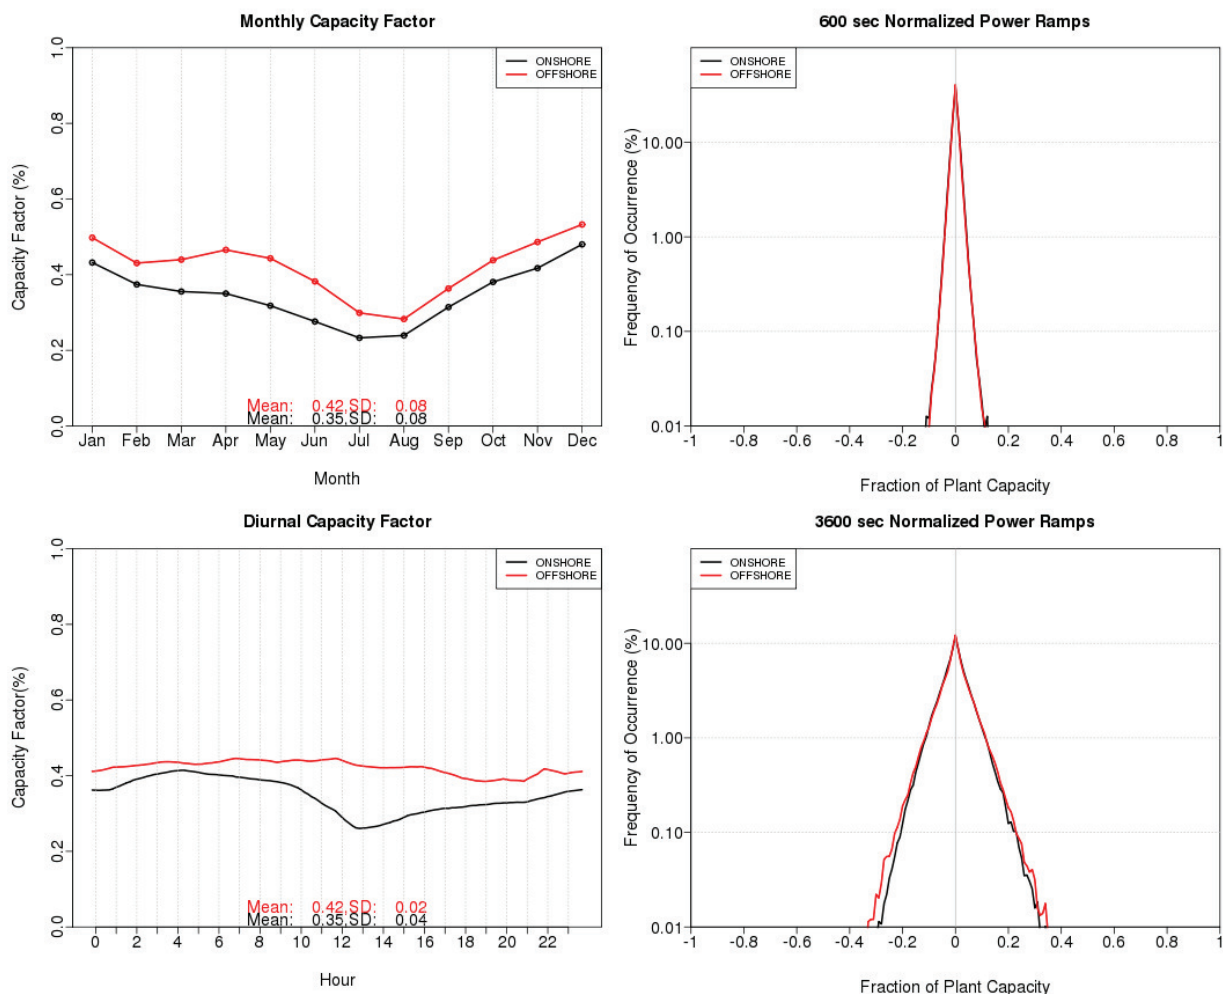 Monthly Capacity Factor
ONSHORE
OFFSHORE
Capacity Factor (%)
1.0
0.8
0.6
0.4
0.2
0.0
Mean: 0.42,SD: 0.08
Mean: 0.35,SD: 0.08
Jan Feb Mar Apr May Jun Jul Aug Sep Oct Nov Dec
Month
600 sec Normalized Power Ramps
ONSHORE
OFFSHORE
Frequency of Occurrence (%)
10.00
1.00
0.10
0.01
-1 -0.8 -0.6 -0.4 -0.2 0 0.2 0.4 0.6 0.8 1
Fraction of Plant Capacity
Diurnal Capacity Factor
ONSHORE
OFFSHORE
Capacity Factor(%)
1.0
0.8
0.6
0.4
0.2
0.0
Mean: 0.42,SD: 0.02
Mean: 0.35,SD: 0.04
0 2 4 6 8 10 12 14 16 18 20 22
Hour
3600 sec Normalized Power Ramps
ONSHORE
OFFSHORE
Frequency of Occurrence (%)
10.00
1.00
0.10
0.01
-1 -0.8 -0.6 -0.4 -0.2 0 0.2 0.4 0.6 0.8 1
Fraction of Plant Capacity